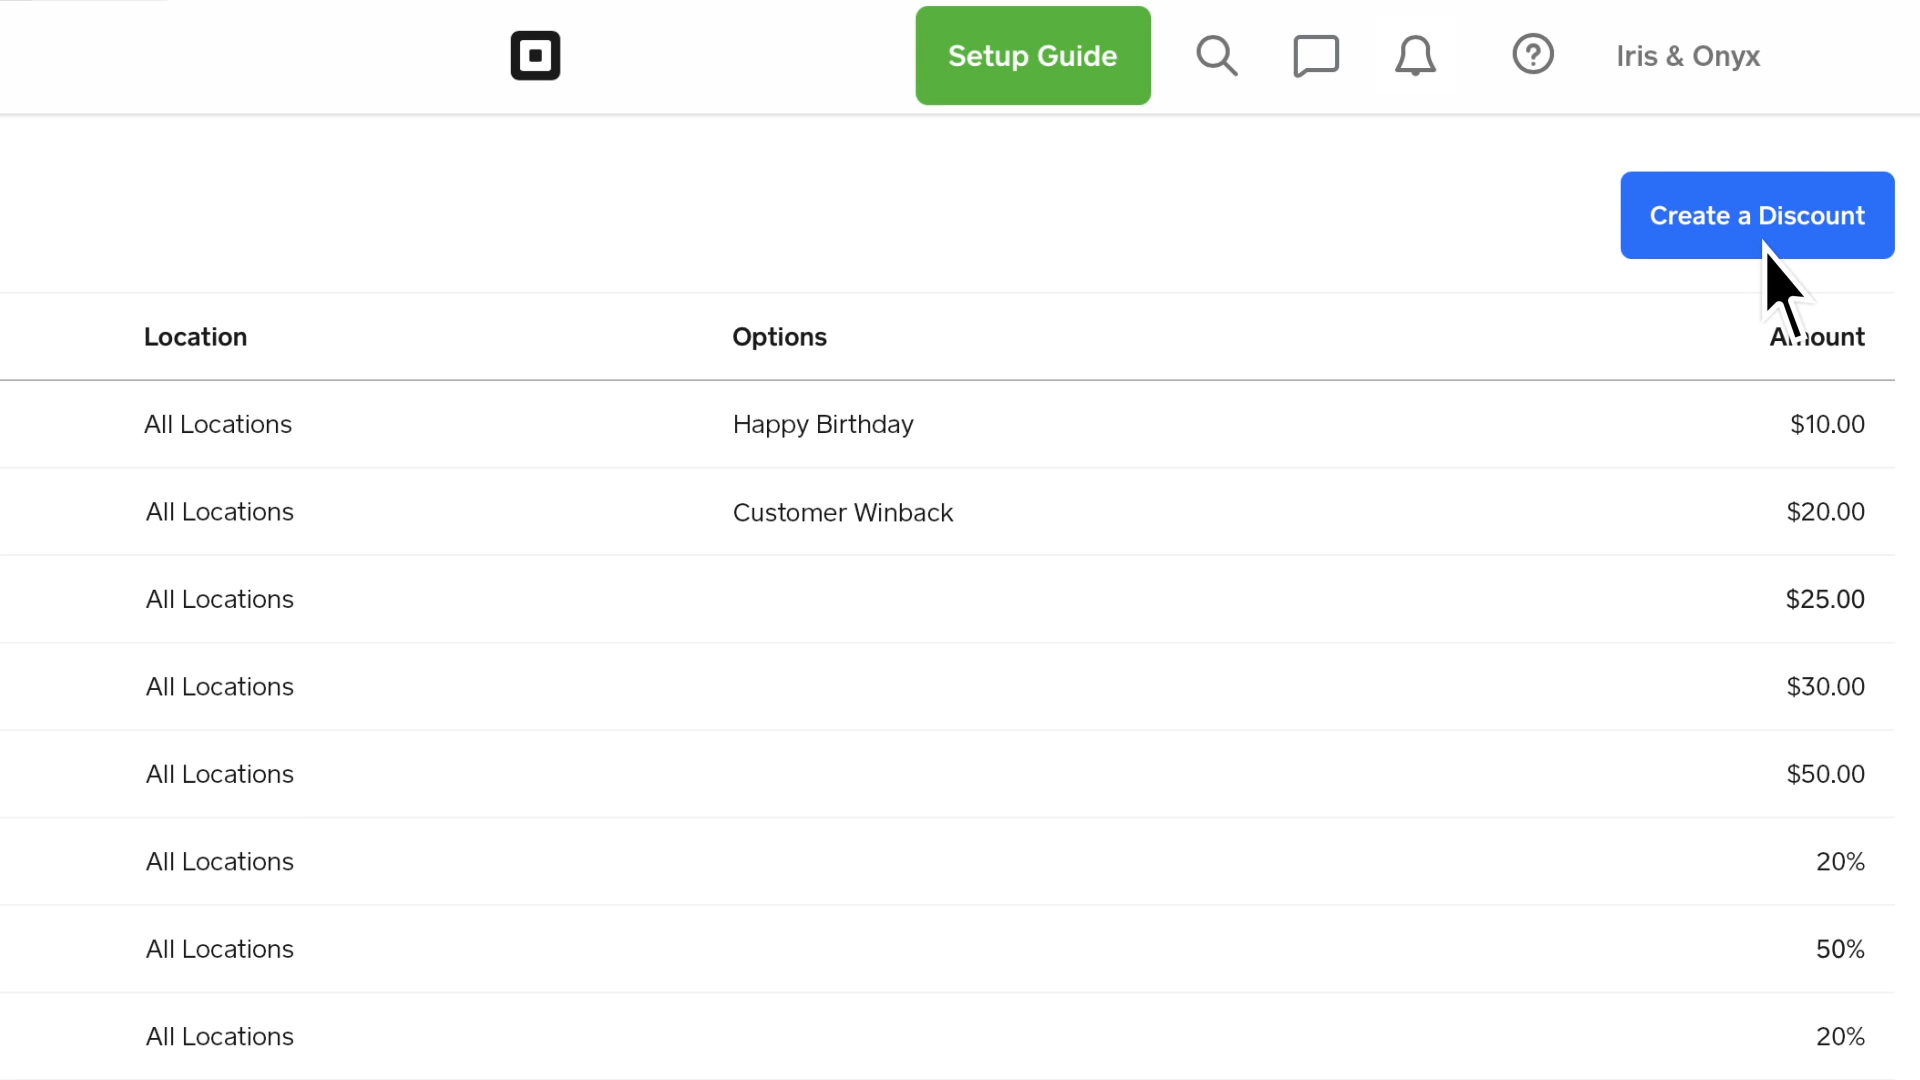 Setup Guide
Iris & Onyx
Create a Discount
Location Options Amount
All Locations Happy Birthday $10.00
All Locations Customer Winback $20.00
All Locations $25.00
All Locations $30.00
All Locations $50.00
All Locations 20%
All Locations 50%
All Locations 20%